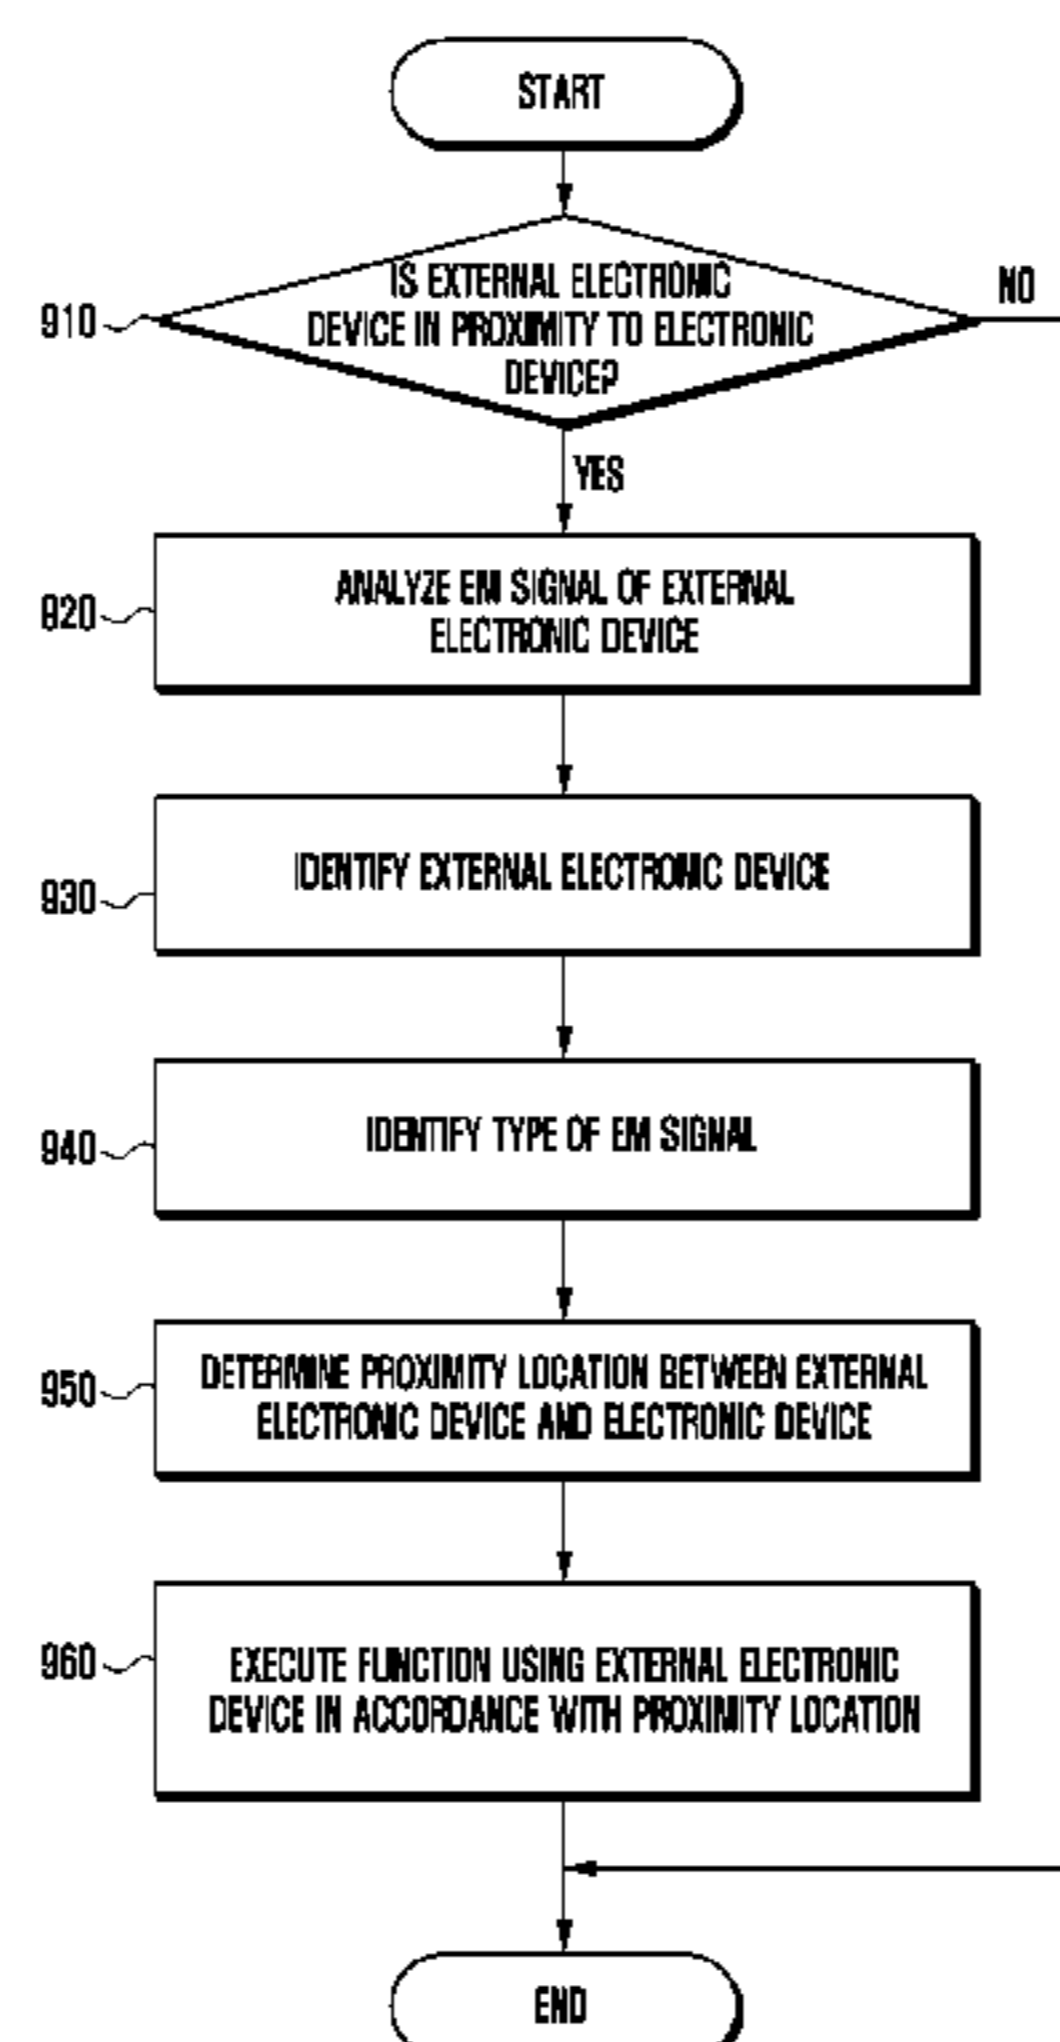 START
IS EXTERNAL ELECTRONIC
DEVICE IN PROXIMITY TO ELECTRONIC
DEVICE?
NO
910
YES
920
ANALYZE EM SIGNAL OF EXTERNAL
ELECTRONIC DEVICE
930
IDENTIFY EXTERNAL ELECTRONIC DEVICE
940
IDENTIFY TYPE OF EM SIGNAL
950
DETERMINE PROXIMITY LOCATION BETWEEN EXTERNAL
ELECTRONIC DEVICE AND ELECTRONIC DEVICE
960
EXECUTE FUNCTION USING EXTERNAL ELECTRONIC
DEVICE IN ACCORDANCE WITH PROXIMITY LOCATION
END